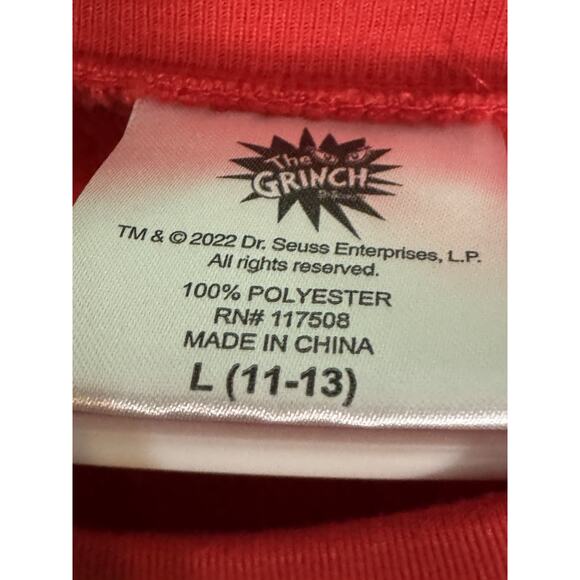 The
GRINCH
TM & © 2022 Dr. Seuss Enterprises, L.P.
All rights reserved.
100% POLYESTER
RN# 117508
MADE IN CHINA
L (11-13)